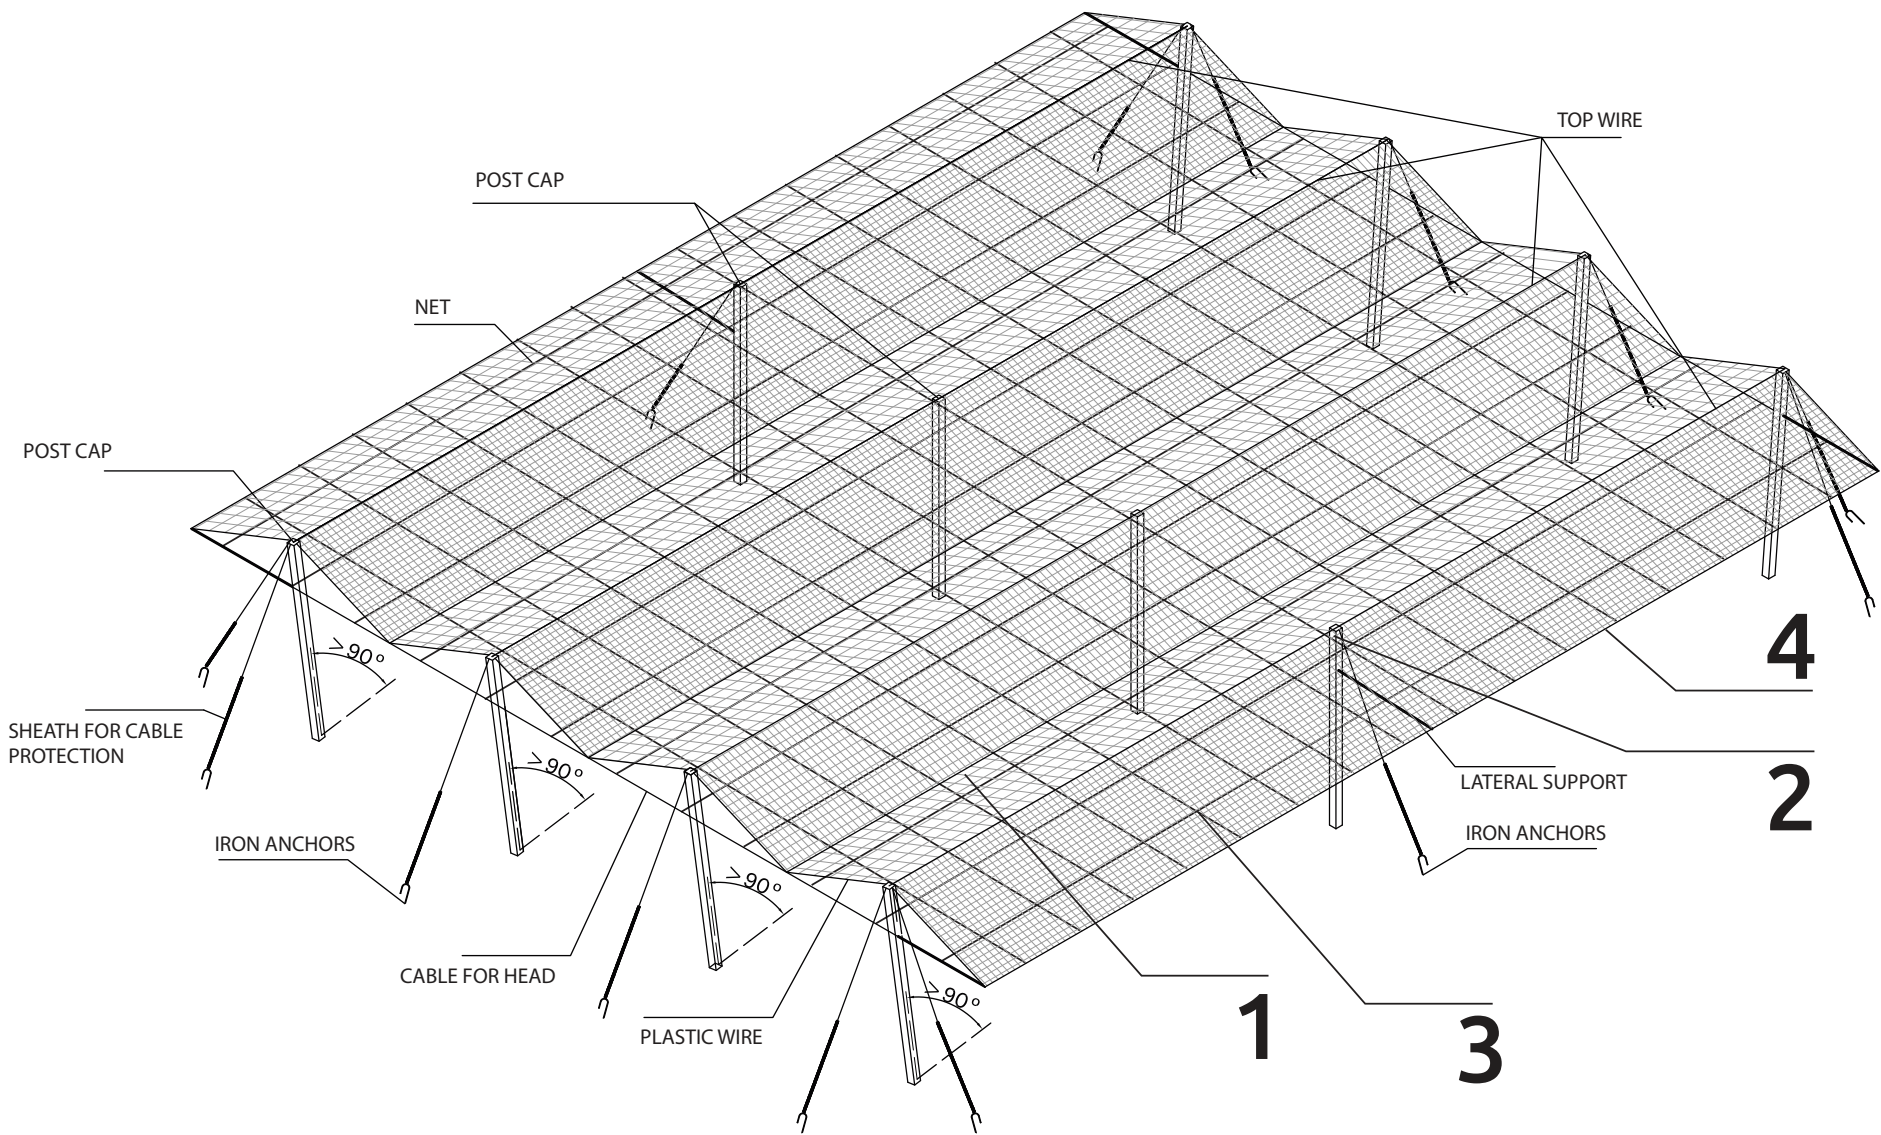 TOP WIRE
POST CAP
NET
POST CAP
SHEATH FOR CABLE
PROTECTION
IRON ANCHORS
CABLE FOR HEAD
PLASTIC WIRE
>90°
>90°
>90°
>90°
4
2
LATERAL SUPPORT
IRON ANCHORS
1
3